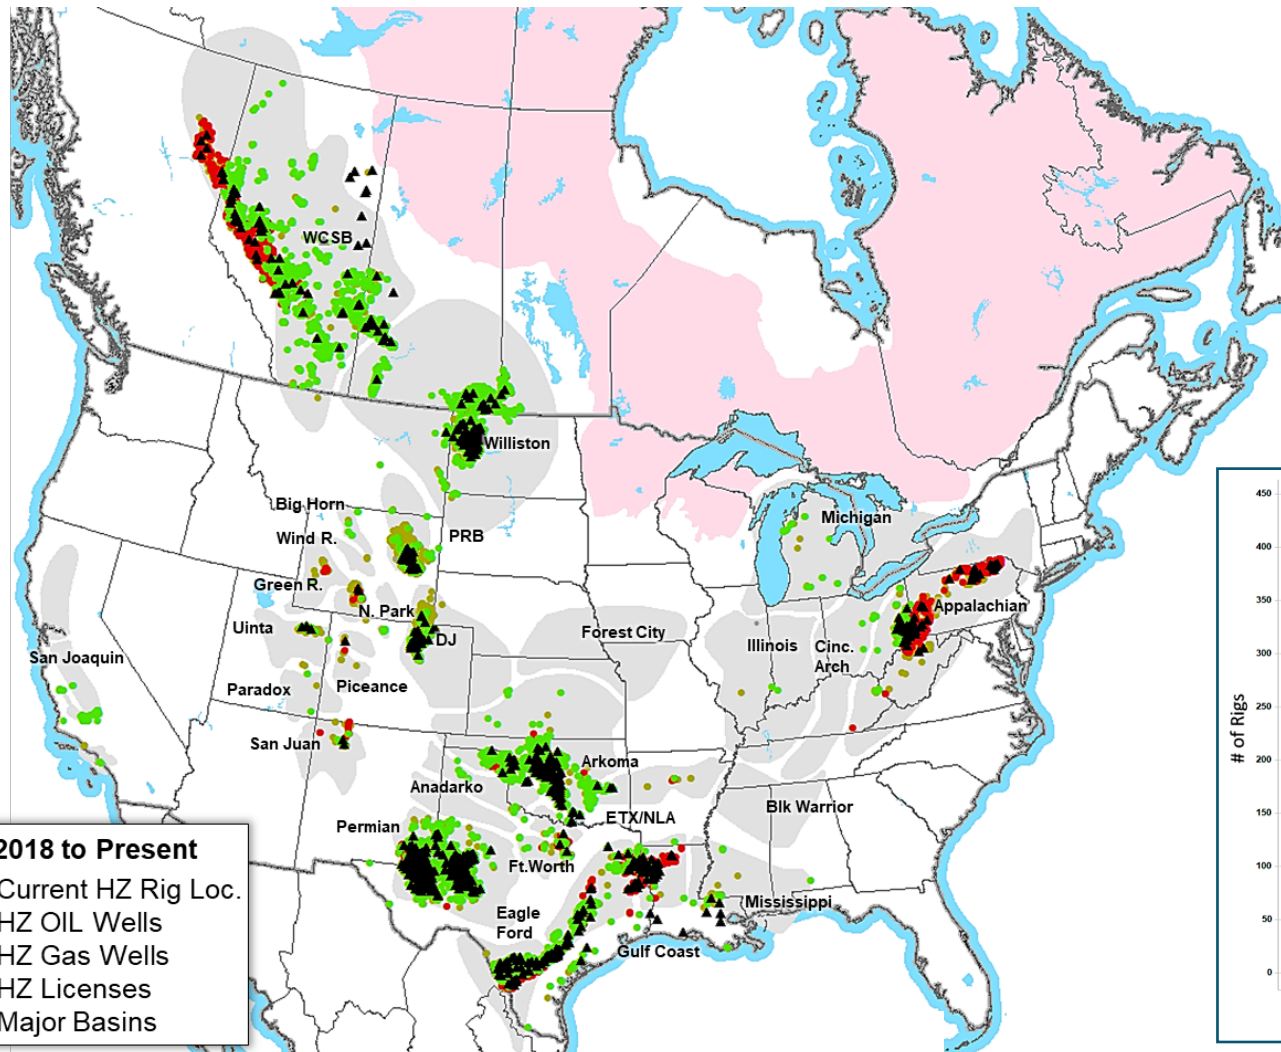 WCSB
Williston
Big Horn
Wind R.
PRB
Green R.
N. Park
Uinta
DJ
San Joaquin
Paradox
Piceance
San Juan
Forest City
Michigan
Appalachian
Illinois
Cinc.
Arch
Arkoma
Anadarko
Permian
ETX/NLA
Ft.Worth
Blk Warrior
Eagle
Ford
Mississippi
Gulf Coast
2018 to Present
Current HZ Rig Loc.
HZ OIL Wells
HZ Gas Wells
HZ Licenses
Major Basins
# of Rigs
450
400
350
300
250
200
150
100
50
0